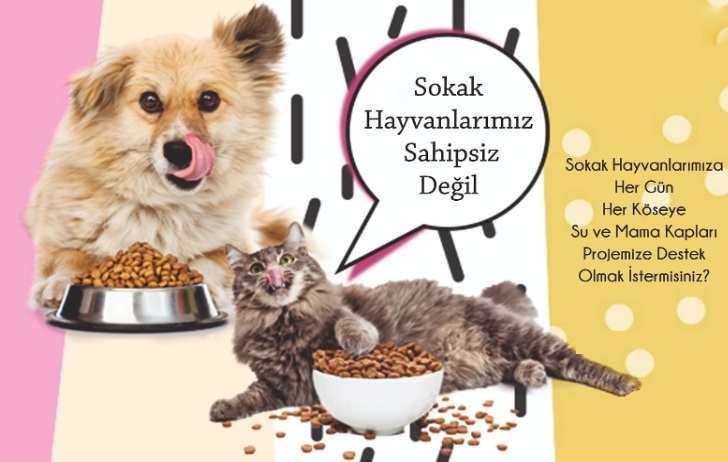 Sokak
Hayvanlarımız
Sahipsiz
Değil
Sokak Hayvanlarımıza
Her Gün
Her Köseye
Su ve Mama Kapları
Projemize Destek
Olmak İstermisiniz?